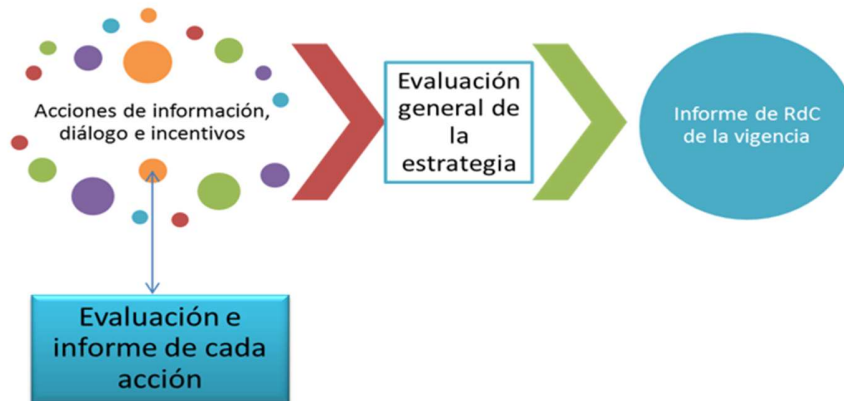 Acciones de información,
diálogo e incentivos
Evaluación
general de
la
estrategia
Informe de RdC
de la vigencia
Evaluación e
informe de cada
acción